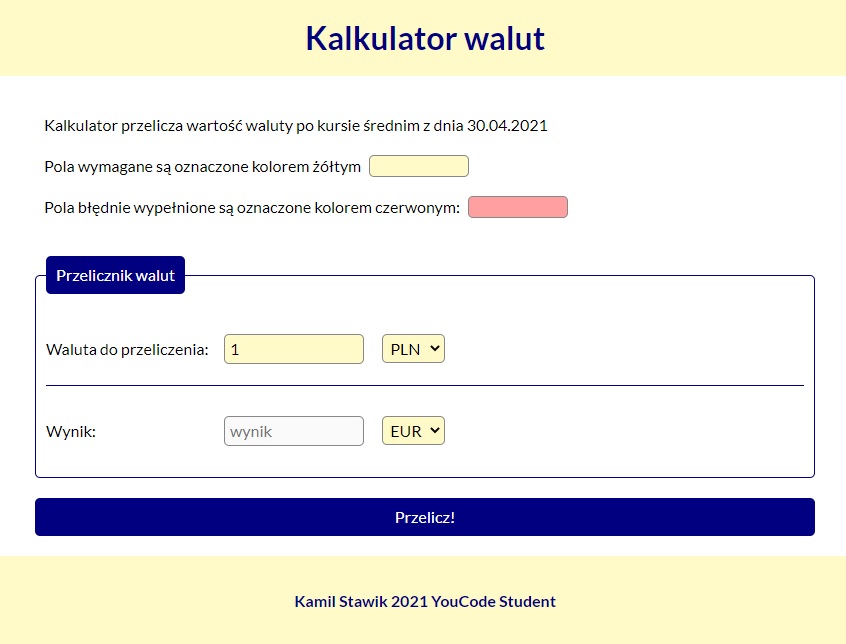 Kalkulator walut
Kalkulator przelicza wartość waluty po kursie średnim z dnia 30.04.2021
Pola wymagane są oznaczone kolorem żółtym
Pola błędnie wypełnione są oznaczone kolorem czerwonym:
Przelicznik walut
Waluta do przeliczenia: 1 PLN
Wynik: wynik EUR
Przelicz!
Kamil Stawik 2021 YouCode Student